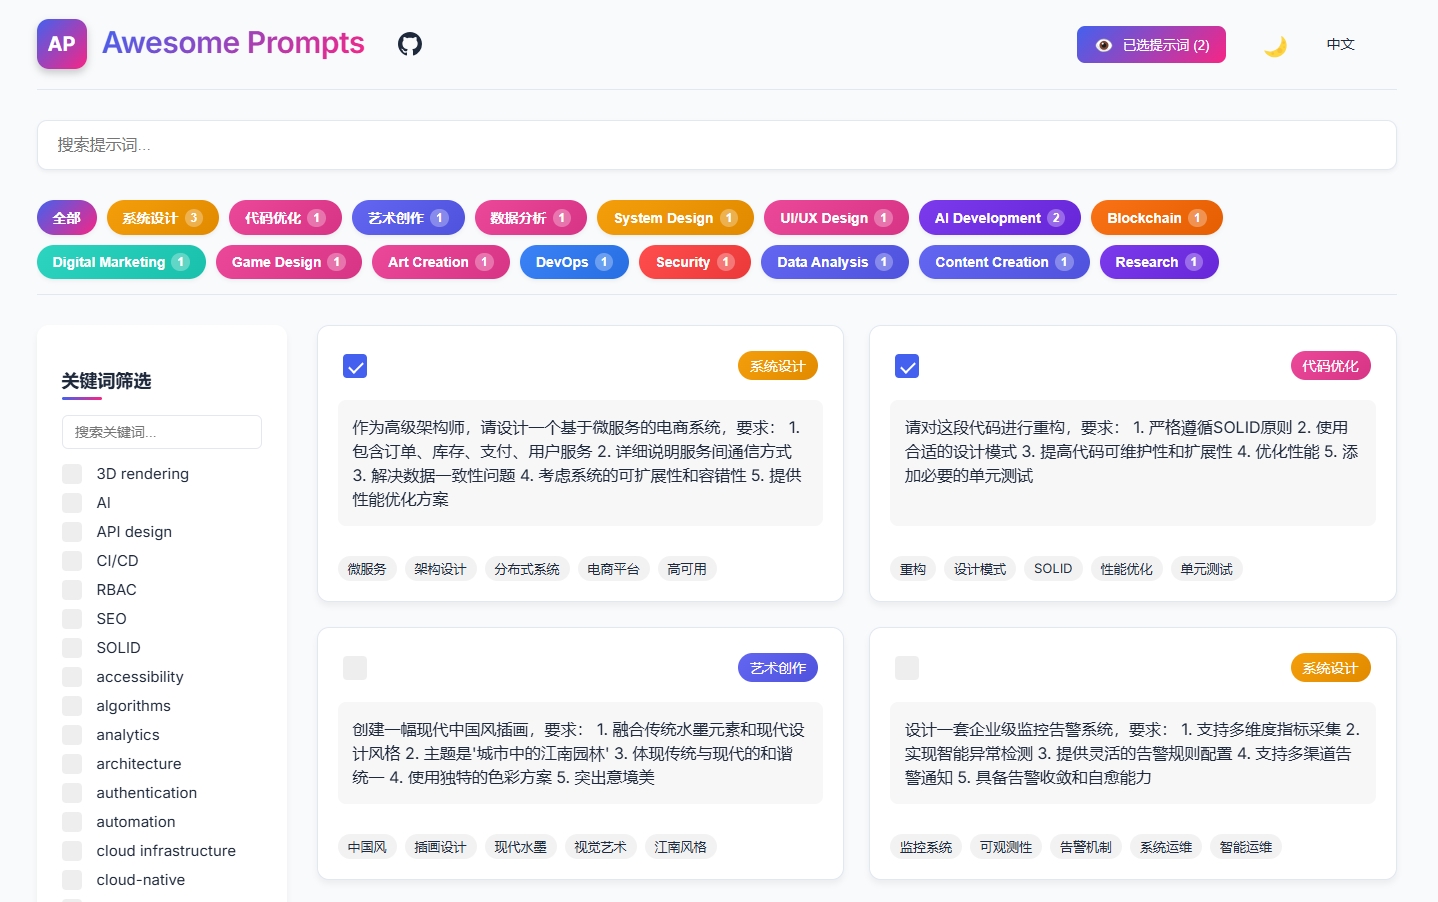 AP Awesome Prompts 已选提示词 (2) 中文
搜索提示词...
全部 系统设计 3 代码优化 1 艺术创作 1 数据分析 1 System Design 1 UI/UX Design 1 AI Development 2 Blockchain 1
Digital Marketing 1 Game Design 1 Art Creation 1 DevOps 1 Security 1 Data Analysis 1 Content Creation 1 Research 1
关键词筛选
搜索关键词...
3D rendering
AI
API design
CI/CD
RBAC
SEO
SOLID
accessibility
algorithms
analytics
architecture
authentication
automation
cloud infrastructure
cloud-native
系统设计
作为高级架构师，请设计一个基于微服务的电商系统，要求： 1.
包含订单、库存、支付、用户服务 2. 详细说明服务间通信方式
3. 解决数据一致性问题 4. 考虑系统的可扩展性和容错性 5. 提供
性能优化方案
微服务 架构设计 分布式系统 电商平台 高可用
代码优化
请对这段代码进行重构，要求： 1. 严格遵循SOLID原则 2. 使用
合适的设计模式 3. 提高代码可维护性和扩展性 4. 优化性能 5. 添
加必要的单元测试
重构 设计模式 SOLID 性能优化 单元测试
艺术创作
创建一幅现代中国风插画，要求： 1. 融合传统水墨元素和现代设
计风格 2. 主题是'城市中的江南园林' 3. 体现传统与现代的和谐
统一 4. 使用独特的色彩方案 5. 突出意境美
中国风 插画设计 现代水墨 视觉艺术 江南风格
系统设计
设计一套企业级监控告警系统，要求： 1. 支持多维度指标采集 2.
实现智能异常检测 3. 提供灵活的告警规则配置 4. 支持多渠道告
警通知 5. 具备告警收敛和自愈能力
监控系统 可观测性 告警机制 系统运维 智能运维